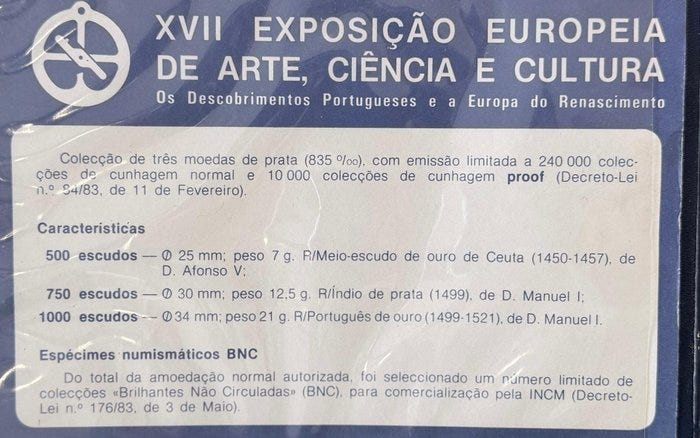 XVII EXPOSIÇÃO EUROPEIA
DE ARTE, CIÊNCIA E CULTURA
Os Descobrimentos Portugueses e a Europa do Renascimento
Colecção de três moedas de prata (835 º/oo), com emissão limitada a 240 000 colec-
ções de cunhagem normal e 10 000 colecções de cunhagem proof (Decreto-Lei
n.º 84/83, de 11 de Fevereiro).
Características
500 escudos — Ø 25 mm; peso 7 g. R/Meio-escudo de ouro de Ceuta (1450-1457), de
D. Afonso V;
750 escudos — Ø 30 mm; peso 12,5 g. R/Índio de prata (1499), de D. Manuel I;
1000 escudos — Ø 34 mm; peso 21 g. R/Português de ouro (1499-1521), de D. Manuel I.
Espécimes numismáticos BNC
Do total da amoedação normal autorizada, foi seleccionado um número limitado de
colecções «Brilhantes Não Circuladas» (BNC), para comercialização pela INCM (Decreto-
Lei n.º 176/83, de 3 de Maio).